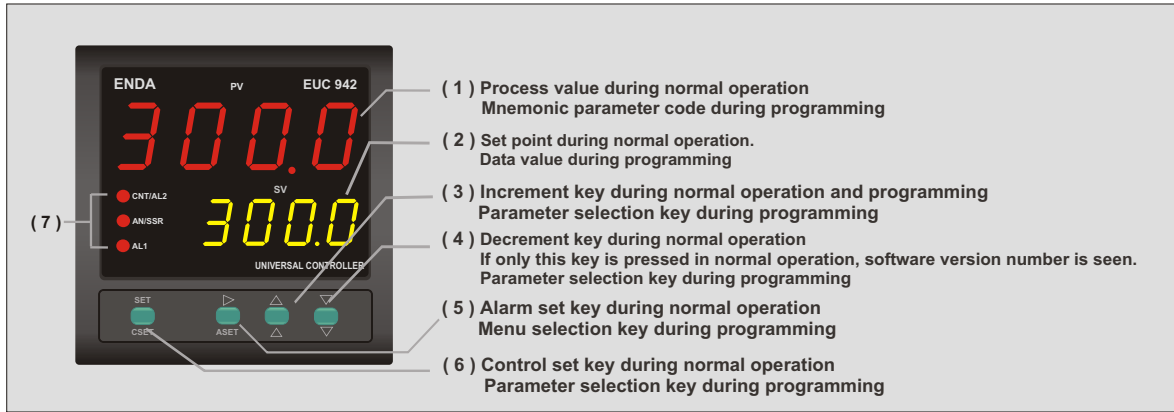 ENDA PV EUC 942
300.0
SV
CNT/AL2
AN/SSR
AL1
300.0
UNIVERSAL CONTROLLER
SET
CSET
ASET
( 7 )
( 1 ) Process value during normal operation
Mnemonic parameter code during programming
( 2 ) Set point during normal operation.
Data value during programming
( 3 ) Increment key during normal operation and programming
Parameter selection key during programming
( 4 ) Decrement key during normal operation
If only this key is pressed in normal operation, software version number is seen.
Parameter selection key during programming
( 5 ) Alarm set key during normal operation
Menu selection key during programming
( 6 ) Control set key during normal operation
Parameter selection key during programming